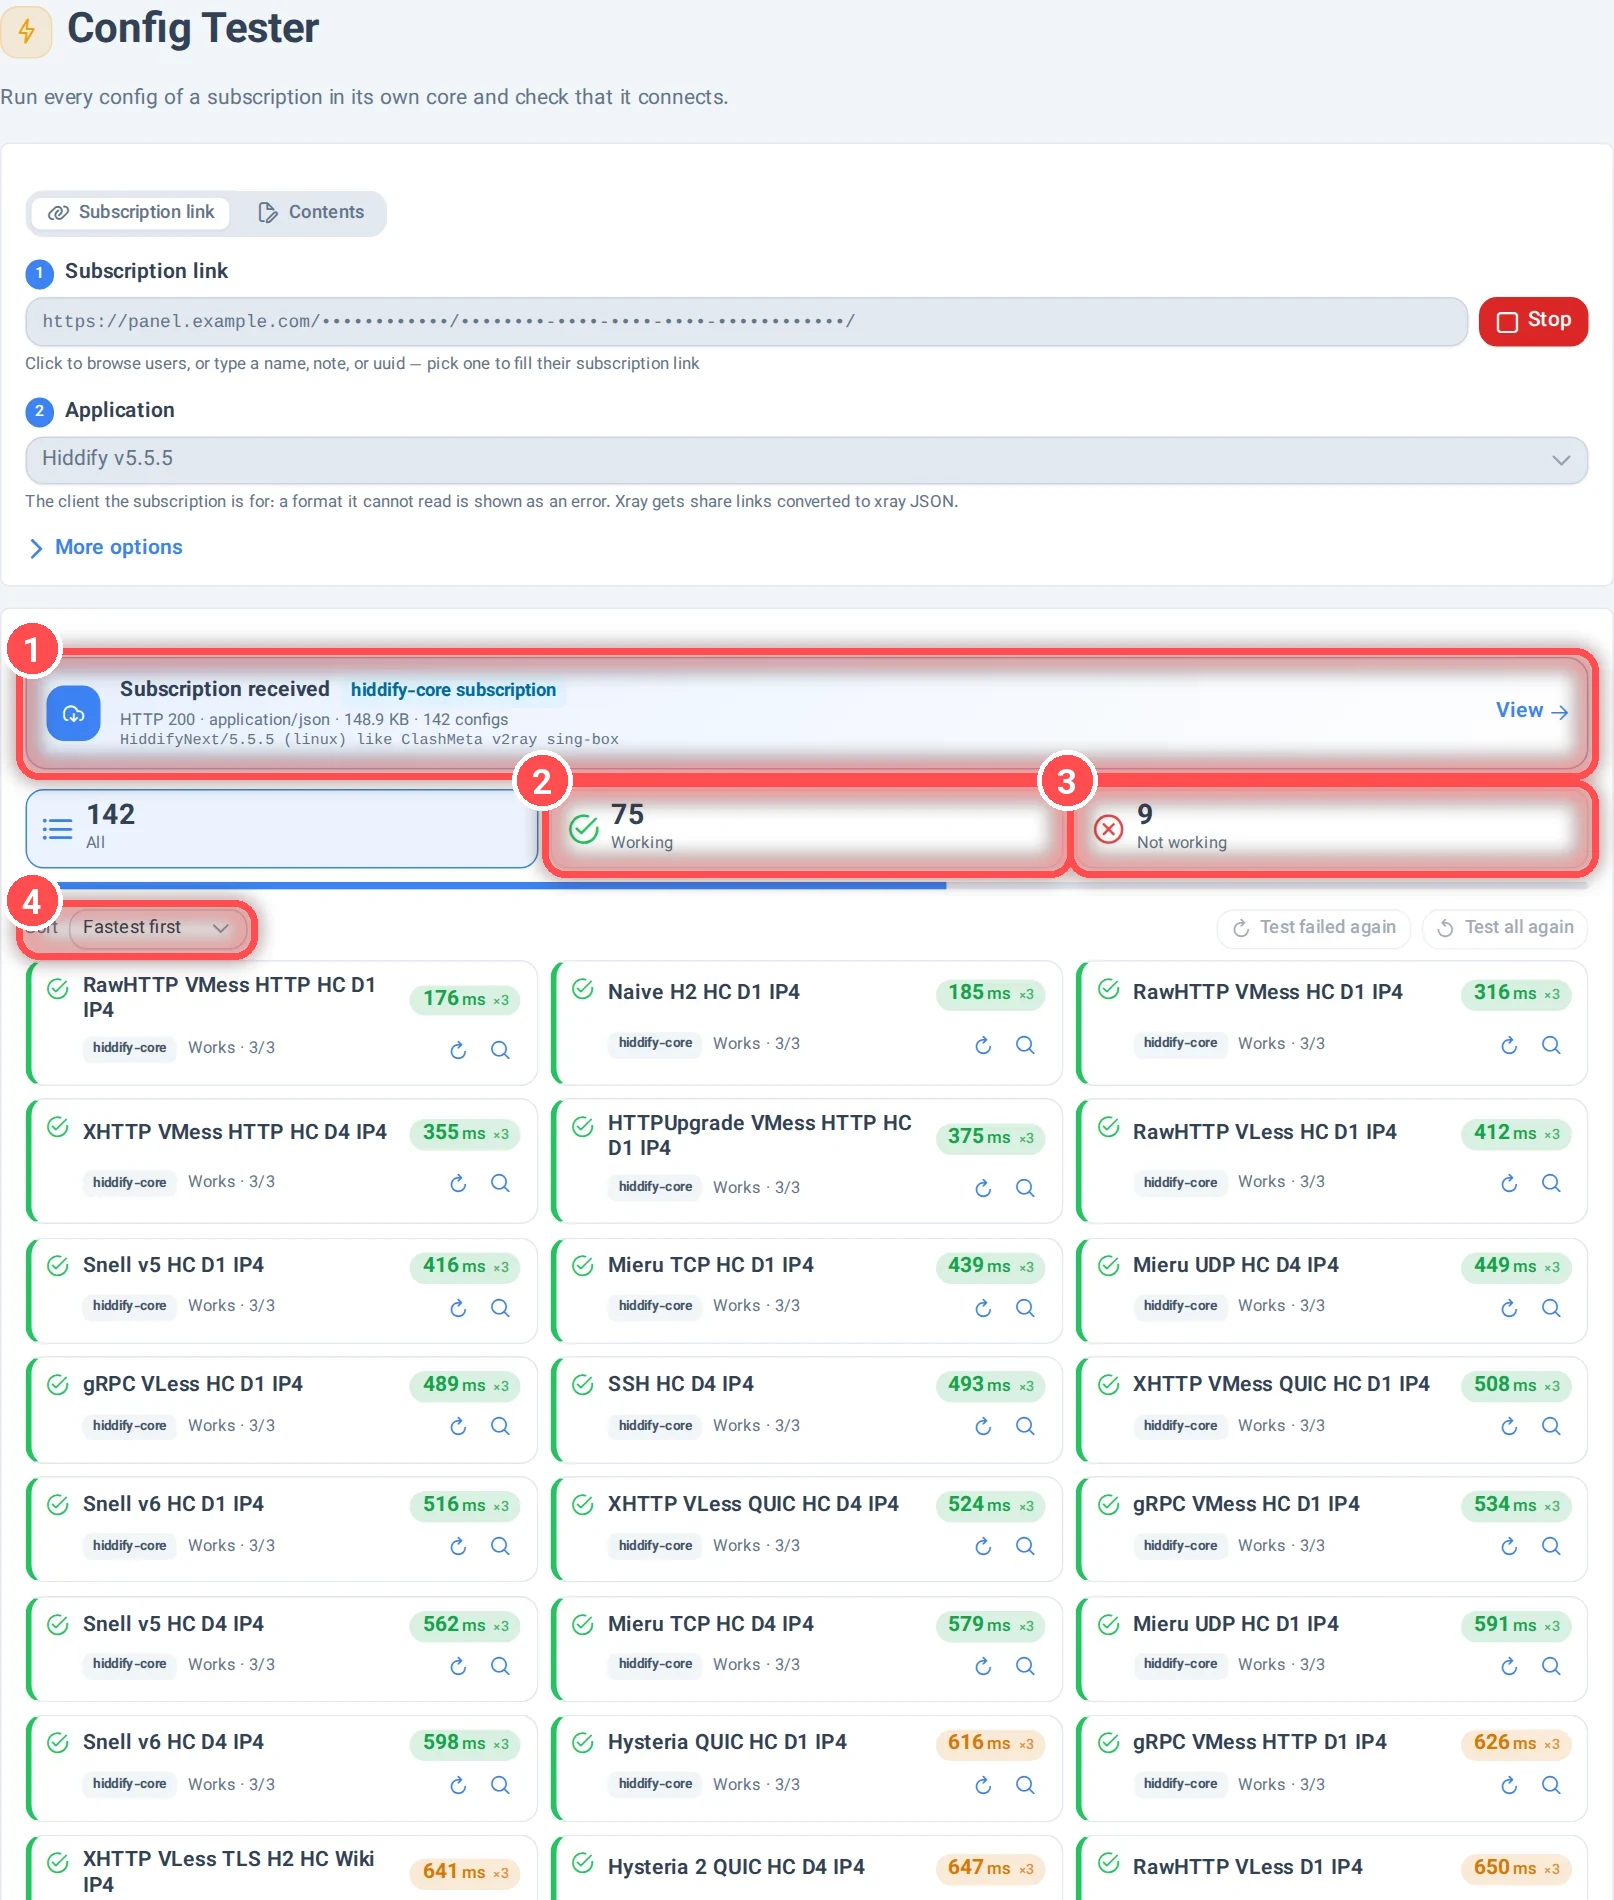 Config Tester
Run every config of a subscription in its own core and check that it connects.
Subscription link
Contents
1 Subscription link
https://panel.example.com/••••••••••••/••••••••-••••-••••-••••-••••••••••••/
Stop
Click to browse users, or type a name, note, or uuid — pick one to fill their subscription link
2 Application
Hiddify v5.5.5
The client the subscription is for: a format it cannot read is shown as an error. Xray gets share links converted to xray JSON.
More options
1
Subscription received hiddify-core subscription
HTTP 200 · application/json · 148.9 KB · 142 configs
HiddifyNext/5.5.5 (linux) like ClashMeta v2ray sing-box
View →
2
3
142
All
75
Working
9
Not working
4
Fastest first
Test failed again
Test all again
RawHTTP VMess HTTP HC D1
IP4
176 ms ×3
hiddify-core Works · 3/3
Naive H2 HC D1 IP4
185 ms ×3
hiddify-core Works · 3/3
RawHTTP VMess HC D1 IP4
316 ms ×3
hiddify-core Works · 3/3
XHTTP VMess HTTP HC D4 IP4
355 ms ×3
hiddify-core Works · 3/3
HTTPUpgrade VMess HTTP HC
D1 IP4
375 ms ×3
hiddify-core Works · 3/3
RawHTTP VLess HC D1 IP4
412 ms ×3
hiddify-core Works · 3/3
Snell v5 HC D1 IP4
416 ms ×3
hiddify-core Works · 3/3
Mieru TCP HC D1 IP4
439 ms ×3
hiddify-core Works · 3/3
Mieru UDP HC D4 IP4
449 ms ×3
hiddify-core Works · 3/3
gRPC VLess HC D1 IP4
489 ms ×3
hiddify-core Works · 3/3
SSH HC D4 IP4
493 ms ×3
hiddify-core Works · 3/3
XHTTP VMess QUIC HC D1 IP4
508 ms ×3
hiddify-core Works · 3/3
Snell v6 HC D1 IP4
516 ms ×3
hiddify-core Works · 3/3
XHTTP VLess QUIC HC D4 IP4
524 ms ×3
hiddify-core Works · 3/3
gRPC VMess HC D1 IP4
534 ms ×3
hiddify-core Works · 3/3
Snell v5 HC D4 IP4
562 ms ×3
hiddify-core Works · 3/3
Mieru TCP HC D4 IP4
579 ms ×3
hiddify-core Works · 3/3
Mieru UDP HC D1 IP4
591 ms ×3
hiddify-core Works · 3/3
Snell v6 HC D4 IP4
598 ms ×3
hiddify-core Works · 3/3
Hysteria QUIC HC D1 IP4
616 ms ×3
hiddify-core Works · 3/3
gRPC VMess HTTP D1 IP4
626 ms ×3
hiddify-core Works · 3/3
XHTTP VLess TLS H2 HC Wiki
IP4
641 ms ×3
Hysteria 2 QUIC HC D4 IP4
647 ms ×3
RawHTTP VLess D1 IP4
650 ms ×3